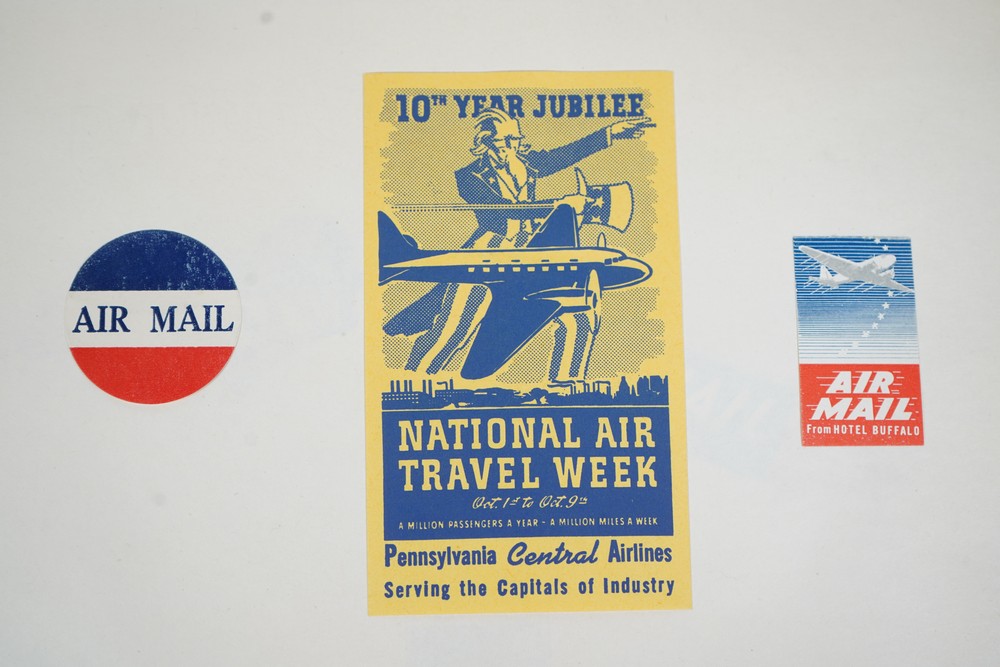 AIR MAIL
10TH YEAR JUBILEE
NATIONAL AIR
TRAVEL WEEK
Oct. 1st to Oct. 9th
A MILLION PASSENGERS A YEAR - A MILLION MILES A WEEK
Pennsylvania Central Airlines
Serving the Capitals of Industry
AIR
MAIL
From HOTEL BUFFALO